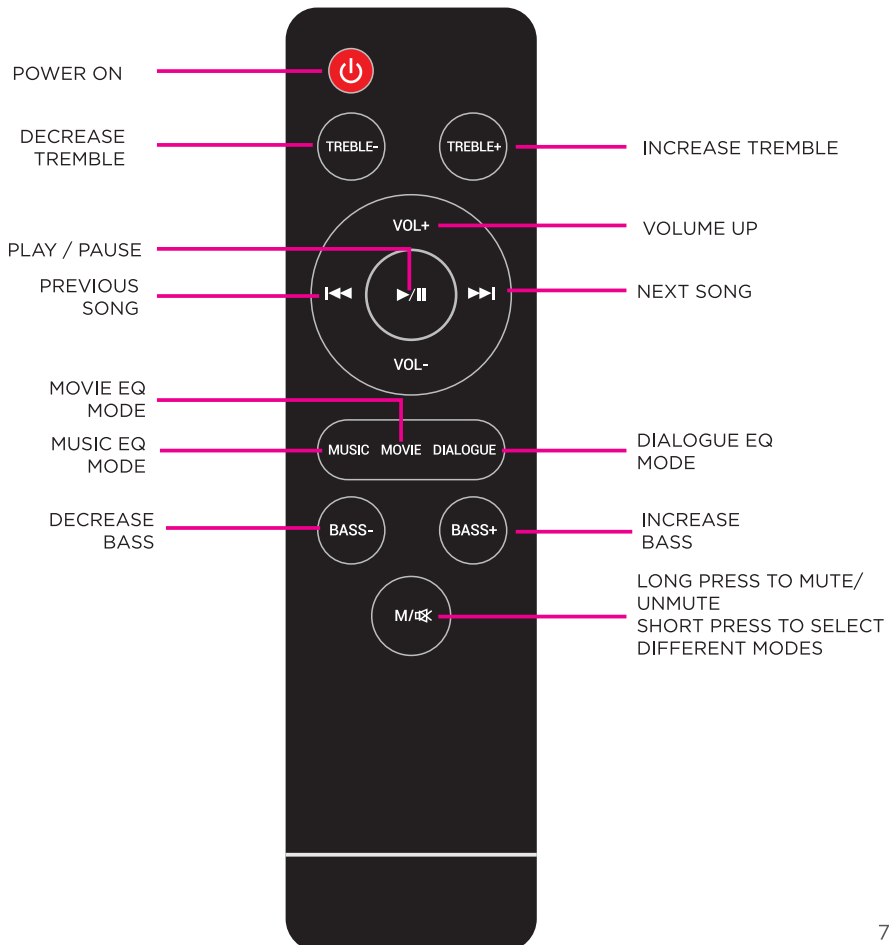 POWER ON
DECREASE
TREMBLE
TREBLE-
TREBLE+
INCREASE TREMBLE
VOL+
VOLUME UP
PLAY / PAUSE
PREVIOUS
SONG
NEXT SONG
VOL-
MOVIE EQ
MODE
MUSIC EQ
MODE
MUSIC MOVIE DIALOGUE
DIALOGUE EQ
MODE
DECREASE
BASS
BASS-
BASS+
INCREASE
BASS
M/
LONG PRESS TO MUTE/
UNMUTE
SHORT PRESS TO SELECT
DIFFERENT MODES
7